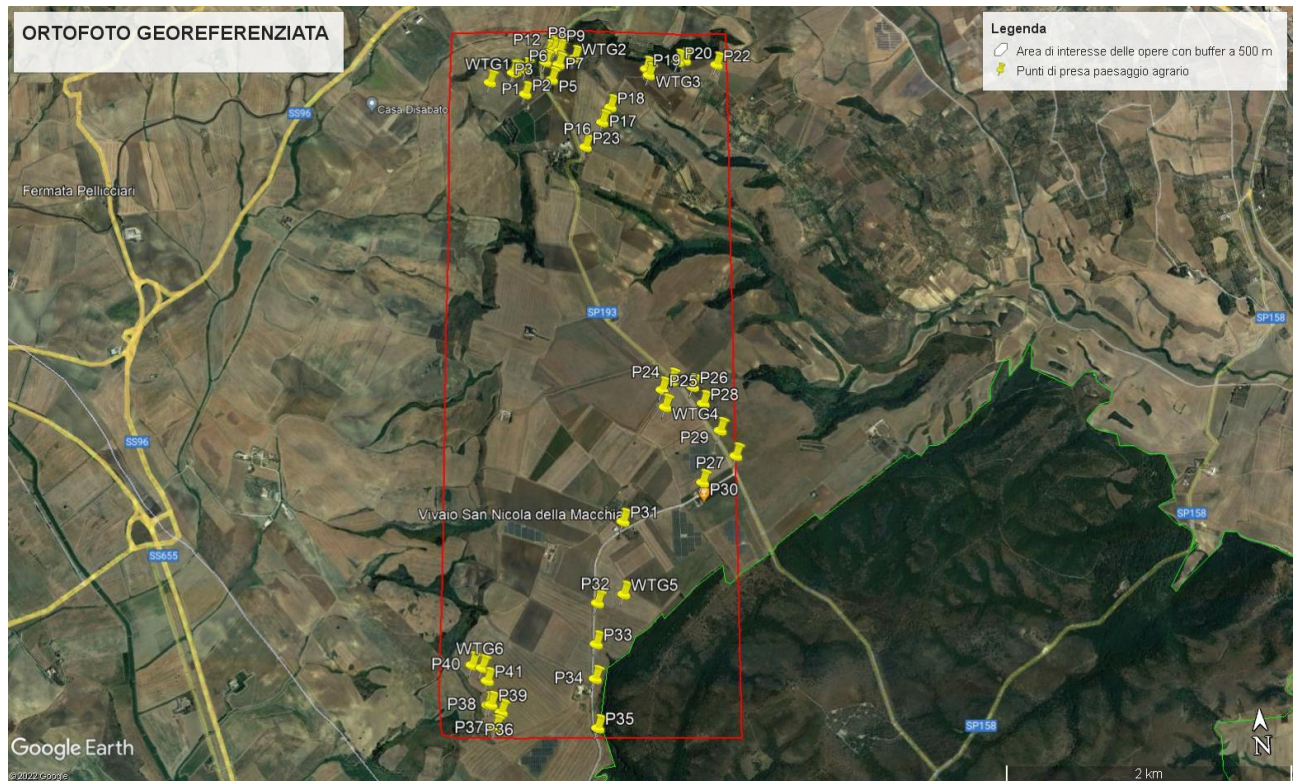 ORTOFOTO GEOREFERENZIATA
Legenda
Area di interesse delle opere con buffer a 500 m
Punti di presa paesaggio agrario
P8
P9
P12
WTG2
P6
P7
WTG1
P3
P1
P2
P5
P19
P20
P22
WTG3
P18
P17
P16
P23
SS96
Casa Disabato
Fermata Pellicciari
SP193
SP158
P24
P25
P26
P28
WTG4
P29
SS96
P27
P30
Vivaio San Nicola della Macchia
P31
SP158
SS655
P32
WTG5
P33
WTG6
P40
P41
P34
P38
P39
P37
P36
P35
SP158
Google Earth
©2022 Google
N
2 km